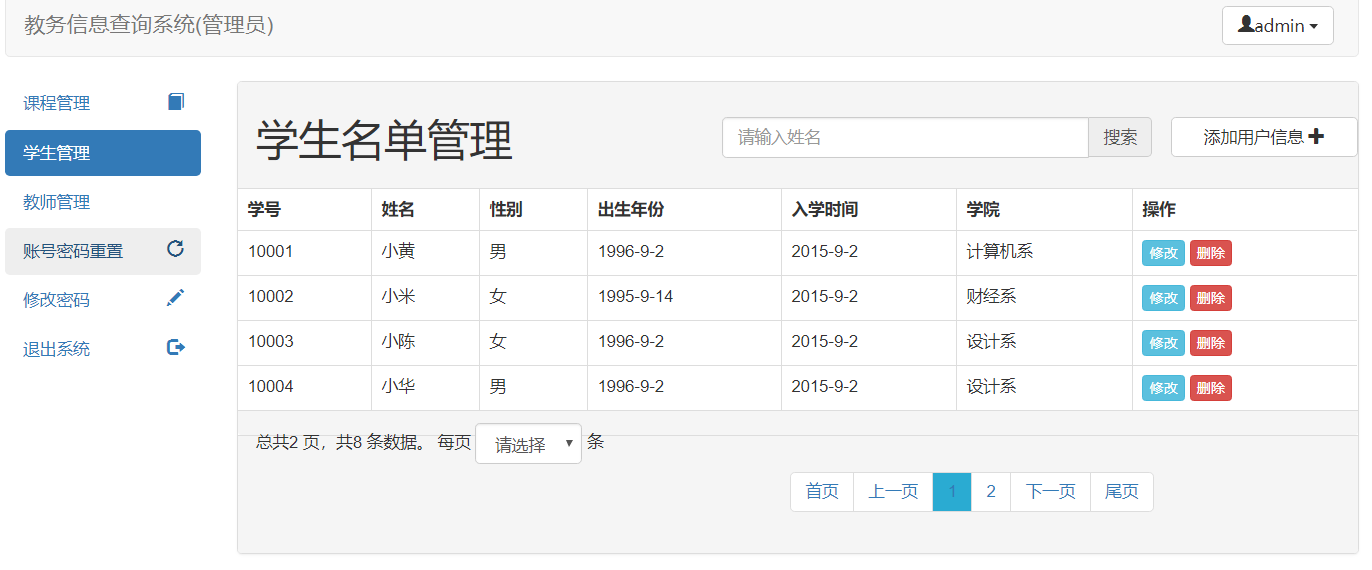 教务信息查询系统(管理员)
admin
课程管理
学生管理
教师管理
账号密码重置
修改密码
退出系统
学生名单管理
请输入姓名
搜索
添加用户信息
学号 姓名 性别 出生年份 入学时间 学院 操作
10001 小黄 男 1996-9-2 2015-9-2 计算机系 修改 删除
10002 小米 女 1995-9-14 2015-9-2 财经系 修改 删除
10003 小陈 女 1996-9-2 2015-9-2 设计系 修改 删除
10004 小华 男 1996-9-2 2015-9-2 设计系 修改 删除
总共2 页，共8 条数据。 每页 请选择 条
首页 上一页 1 2 下一页 尾页